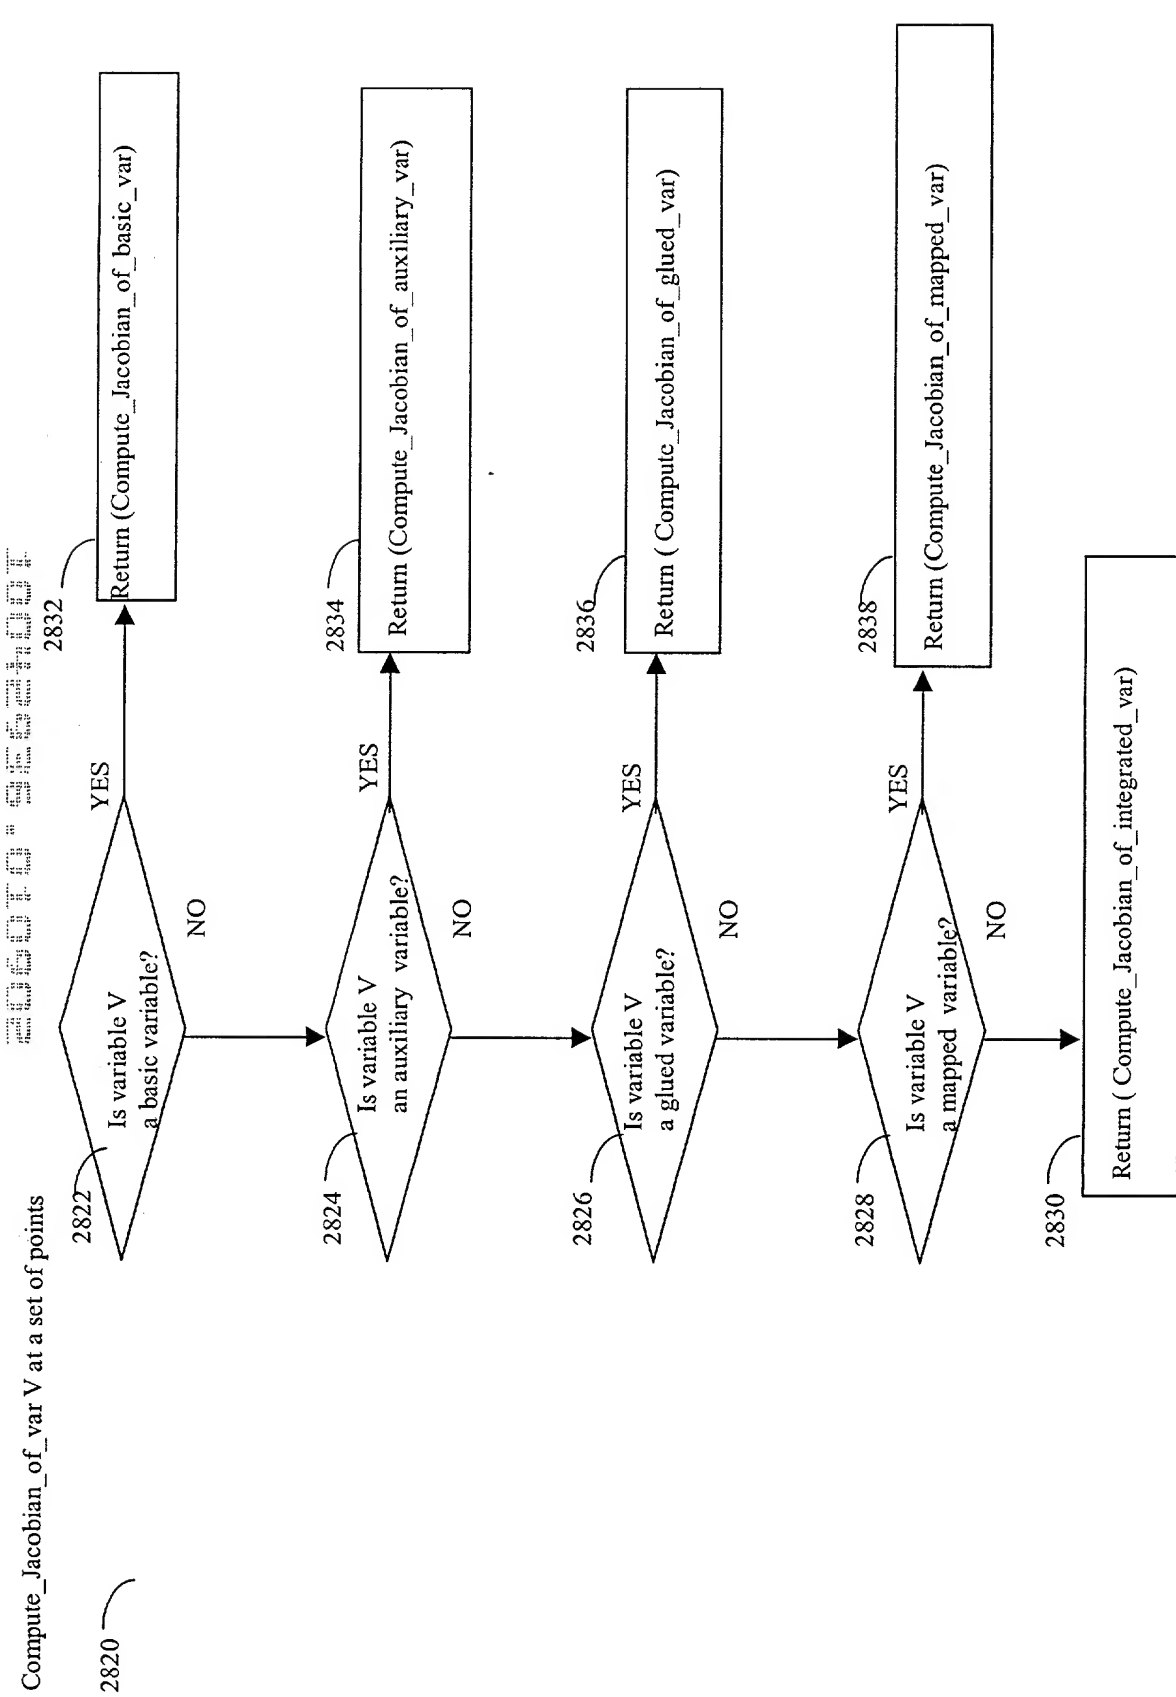 Compute_Jacobian_of_var V at a set of points
2820
2822
Is variable V
a basic variable?
YES
NO
2832
Return (Compute_Jacobian_of_basic_var)
2824
Is variable V
an auxiliary variable?
YES
NO
2834
Return (Compute_Jacobian_of_auxiliary_var)
2826
Is variable V
a glued variable?
YES
NO
2836
Return ( Compute_Jacobian_of_glued_var)
2828
Is variable V
a mapped variable?
YES
NO
2838
Return (Compute_Jacobian_of_mapped_var)
2830
Return ( Compute_Jacobian_of_integrated_var)